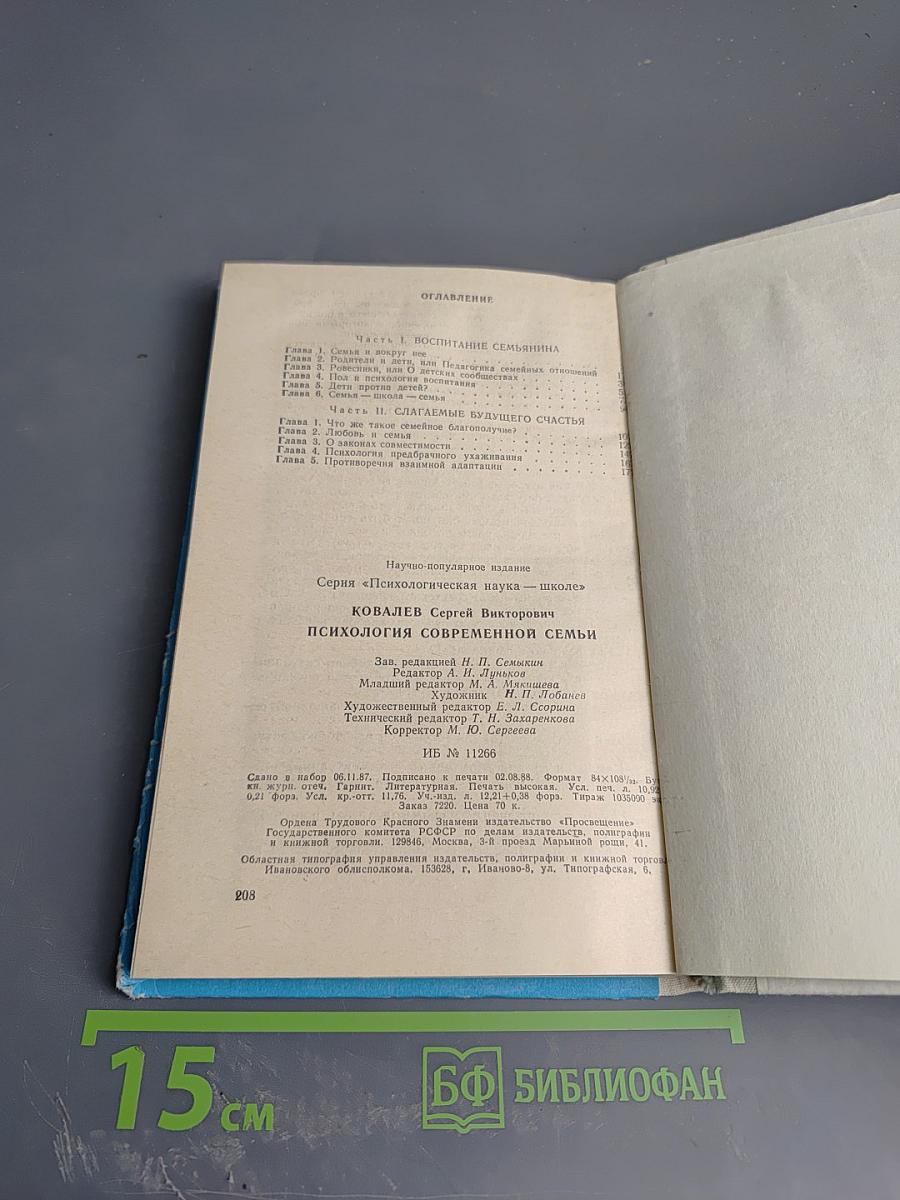 ОГЛАВЛЕНИЕ
Часть I. ВОСПИТАНИЕ СЕМЬЯНИНА
Глава 1. Семья и вокруг нее
Глава 2. Родители и дети, или Педагогика семейных отношений
Глава 3. Ровесники, или О детских сообществах
Глава 4. Пол и психология воспитания
Глава 5. Дети против детей?
Глава 6. Семья — школа — семья
Часть II. СЛАГАЕМЫЕ БУДУЩЕГО СЧАСТЬЯ
Глава 1. Что же такое семейное благополучие?
Глава 2. Любовь и семья
Глава 3. О законах совместимости
Глава 4. Психология предбрачного ухаживания
Глава 5. Противоречия взаимной адаптации
Научно-популярное издание
Серия «Психологическая наука — школе»
КОВАЛЕВ Сергей Викторович
ПСИХОЛОГИЯ СОВРЕМЕННОЙ СЕМЬИ
Зав. редакцией Н. П. Семыкин
Редактор А. И. Луньков
Младший редактор М. А. Мякишева
Художник Н. П. Лобанев
Художественный редактор Е. Л. Ссорина
Технический редактор Т. Н. Захаренкова
Корректор М. Ю. Сергеева
ИБ № 11266
Сдано в набор 06.11.87. Подписано к печати 02.08.88. Формат 84×108¹/₃₂.
кн. журн. отеч. Гарнит. Литературная. Печать высокая. Усл. печ. л. 10,92
0,21 форз. Усл. кр.-отт. 11,76. Уч.-изд. л. 12,21+0,38 форз. Тираж 1035000
Заказ 7220. Цена 70 к.
Ордена Трудового Красного Знамени издательство «Просвещение»
Государственного комитета РСФСР по делам издательств, полиграфии
и книжной торговли. 129846, Москва, 3-й проезд Марьиной рощи, 41.
Областная типография управления издательств, полиграфии и книжной
Ивановского облисполкома. 153628, г. Иваново-8, ул. Типографская, 6.
208
15 см
БФ БИБЛИОФАН